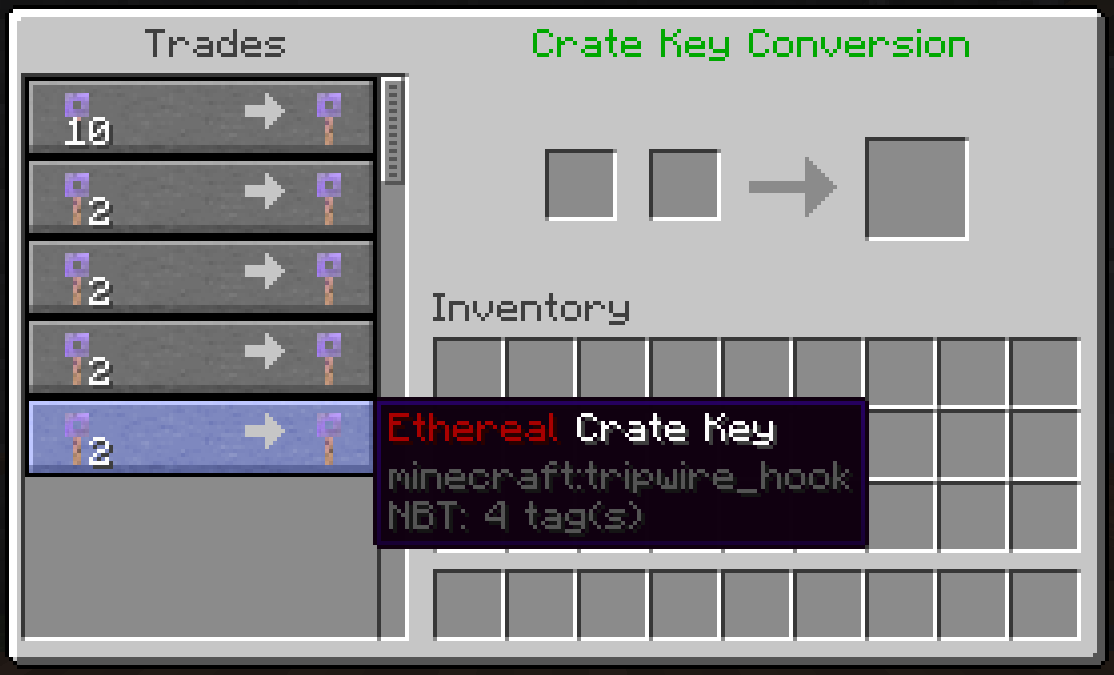 Trades
Crate Key Conversion
10
2
2
2
2
Inventory
Ethereal Crate Key
minecraft:tripwire_hook
NBT: 4 tag(s)